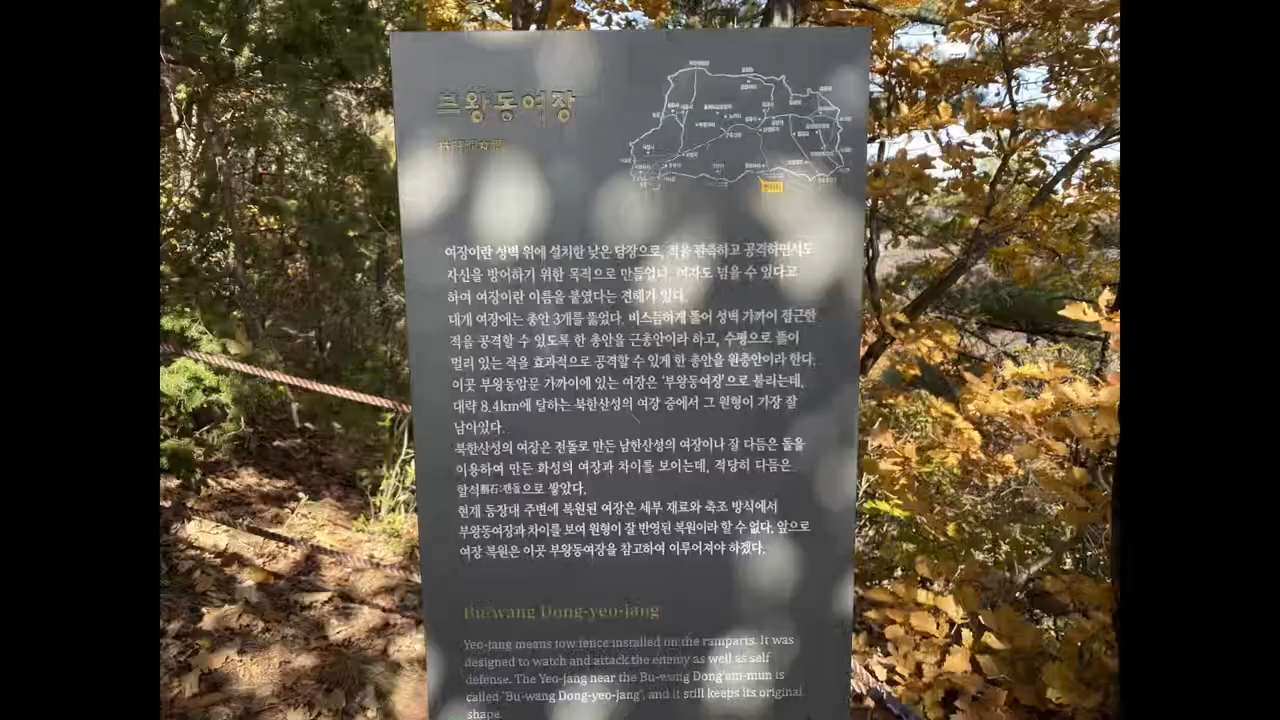 부왕동여장
여장이란 성벽 위에 설치한 낮은 담장으로, 적을 관측하고 공격하면서도
자신을 방어하기 위한 목적으로 만들었다. 여자도 넘을 수 있다고
하여 여장이란 이름을 붙였다는 견해가 있다.
대개 여장에는 총안 3개를 뚫었다. 비스듬하게 뚫어 성벽 가까이 접근한
적을 공격할 수 있도록 한 총안을 근총안이라 하고, 수평으로 뚫어
멀리 있는 적을 효과적으로 공격할 수 있게 한 총안을 원총안이라 한다.
이곳 부왕동암문 가까이에 있는 여장은 '부왕동여장'으로 불리는데,
대략 8.4km에 달하는 북한산성의 여장 중에서 그 원형이 가장 잘
남아있다.
북한산성의 여장은 전돌로 만든 남한산성의 여장이나 잘 다듬은 돌을
이용하여 만든 화성의 여장과 차이를 보이는데, 적당히 다듬은
할석割石:깬돌으로 쌓았다.
현재 동장대 주변에 복원된 여장은 세부 재료와 축조 방식에서
부왕동여장과 차이를 보여 원형이 잘 반영된 복원이라 할 수 없다. 앞으로
여장 복원은 이곳 부왕동여장을 참고하여 이루어져야 하겠다.
Bu-wang Dong-yeo-jang
Yeo-jang means low fence installed on the ramparts. It was
designed to watch and attack the enemy as well as self
defense. The Yeo-jang near the Bu-wang Dong am-mun is
called 'Bu-wang Dong-yeo-jang', and it still keeps its original
shape.